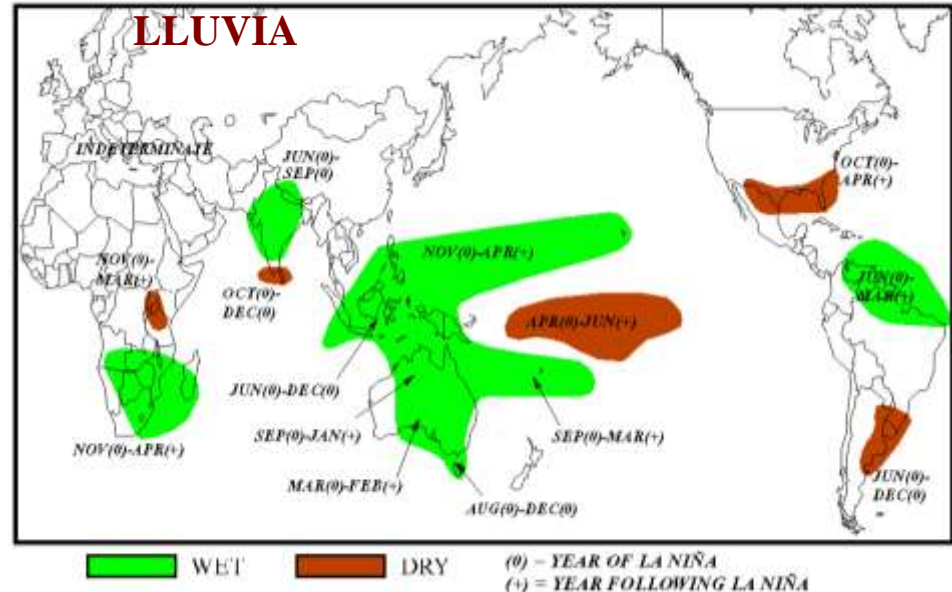 LLUVIA
INDETERMINATE
JUN(0)-
SEP(0)
OCT(0)-
APR(+)
NOV(0)-
MAR(+)
NOV(0)-APR(+)
JUN(0)-
MAR(+)
OCT(0)-
DEC(0)
APR(0)-JUN(+)
JUN(0)-DEC(0)
SEP(0)-JAN(+)
SEP(0)-MAR(+)
NOV(0)-APR(+)
MAR(0)-FEB(+)
AUG(0)-DEC(0)
JUN(0)-
DEC(0)
WET
DRY
(0) – YEAR OF LA NIÑA
(+) = YEAR FOLLOWING LA NIÑA